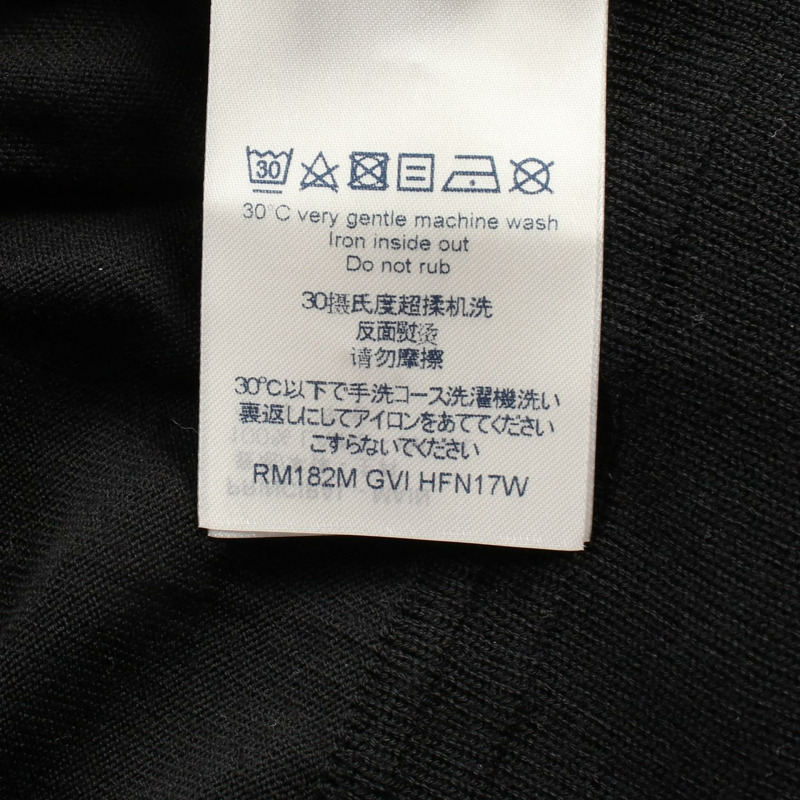 30
30°C very gentle machine wash
Iron inside out
Do not rub
30摄氏度超揉机洗
反面熨烫
请勿摩擦
30°C以下で手洗コース洗濯機洗い
裏返しにしてアイロンをあててください
こすらないでください
RM182M GVI HFN17W